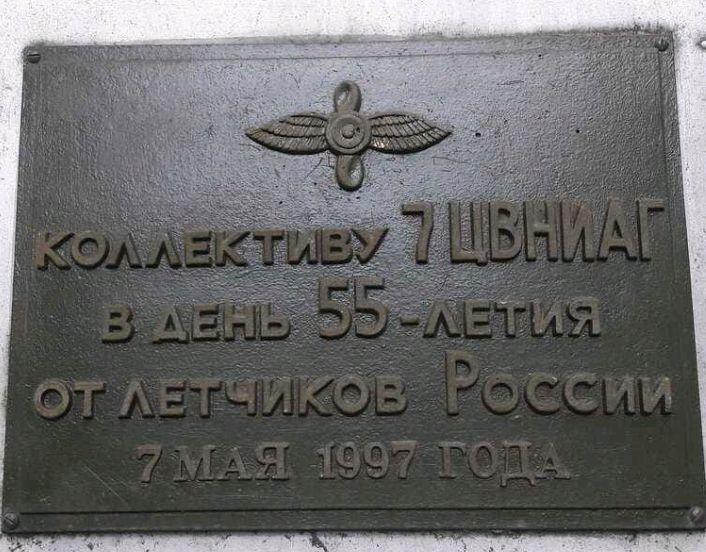 КОЛЛЕКТИВУ 7 ЦВНИАГ
В ДЕНЬ 55-ЛЕТИЯ
ОТ ЛЕТЧИКОВ РОССИИ
7 МАЯ 1997 ГОДА